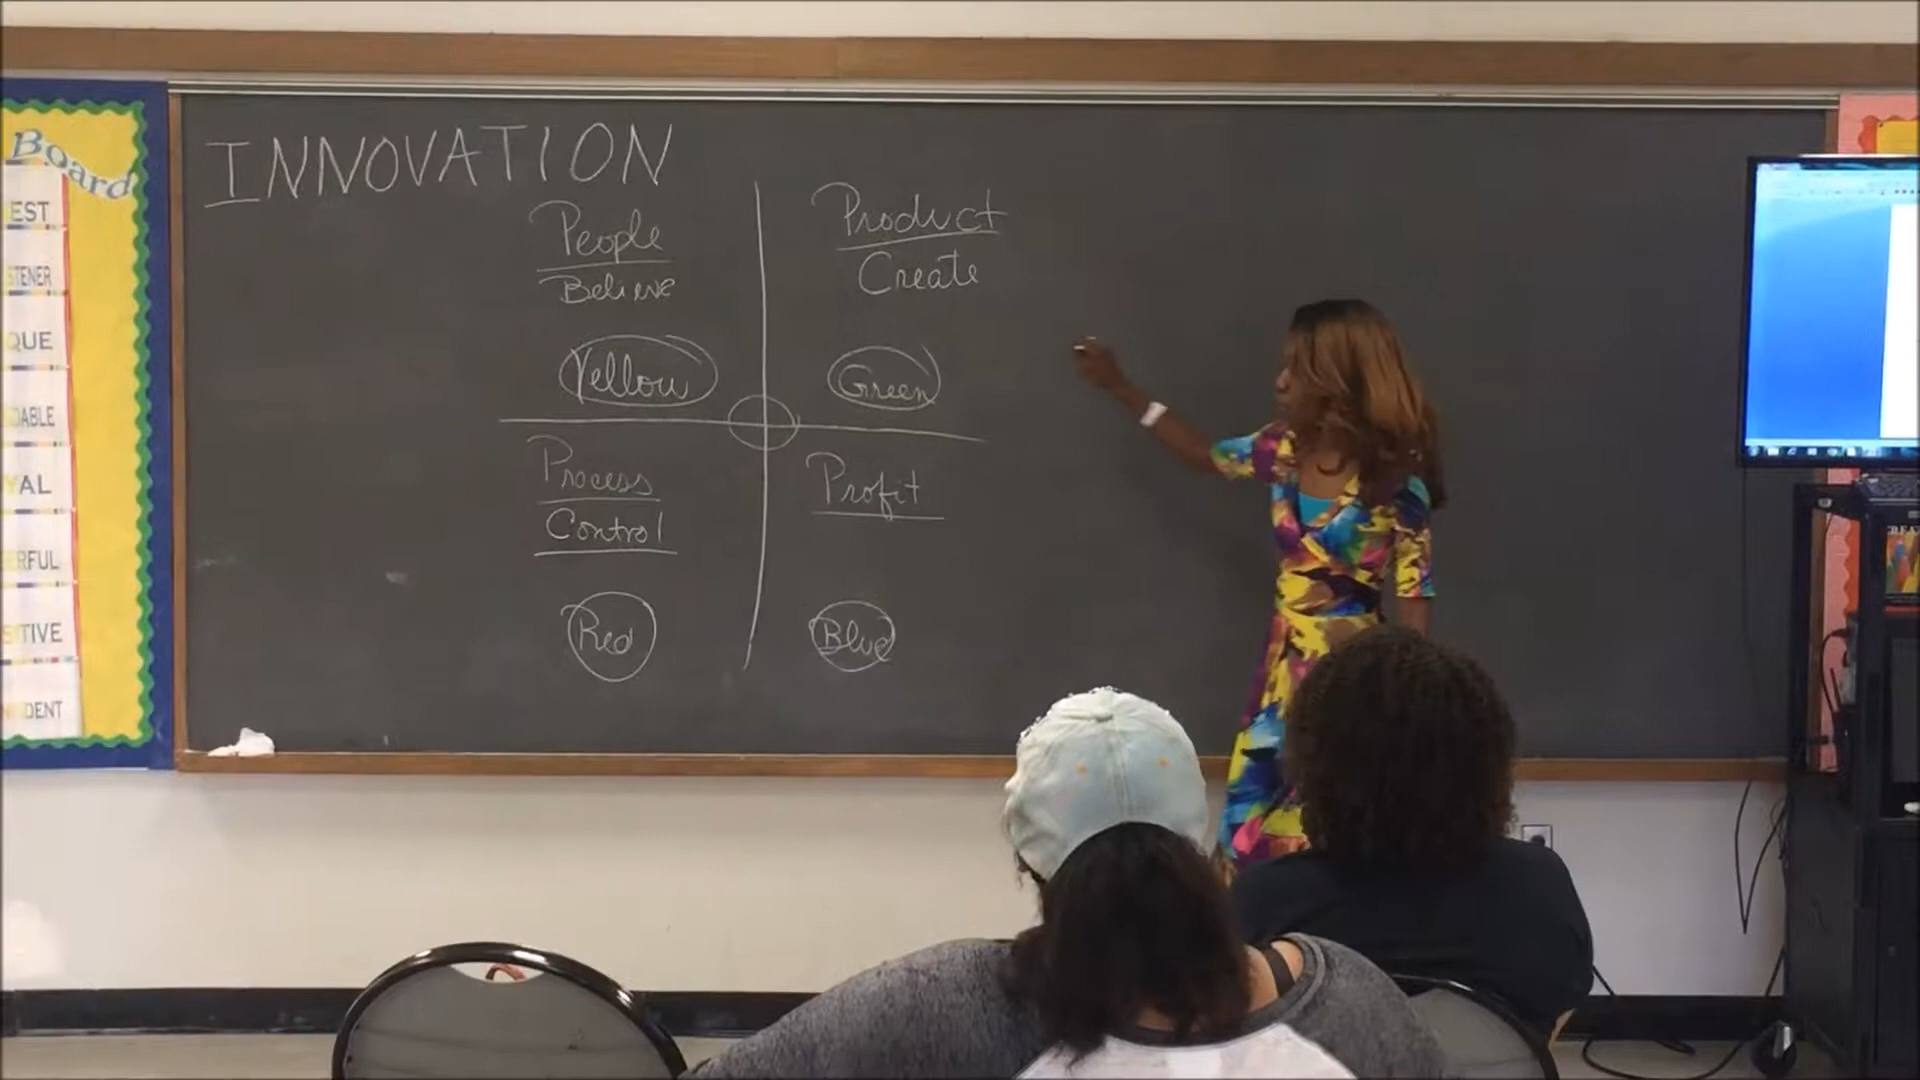 INNOVATION
People
Believe
Yellow
Product
Create
Green
Process
Control
Red
Profit
Blue
Board
EST
STENER
QUE
DABLE
YAL
ERFUL
SITIVE
DENT